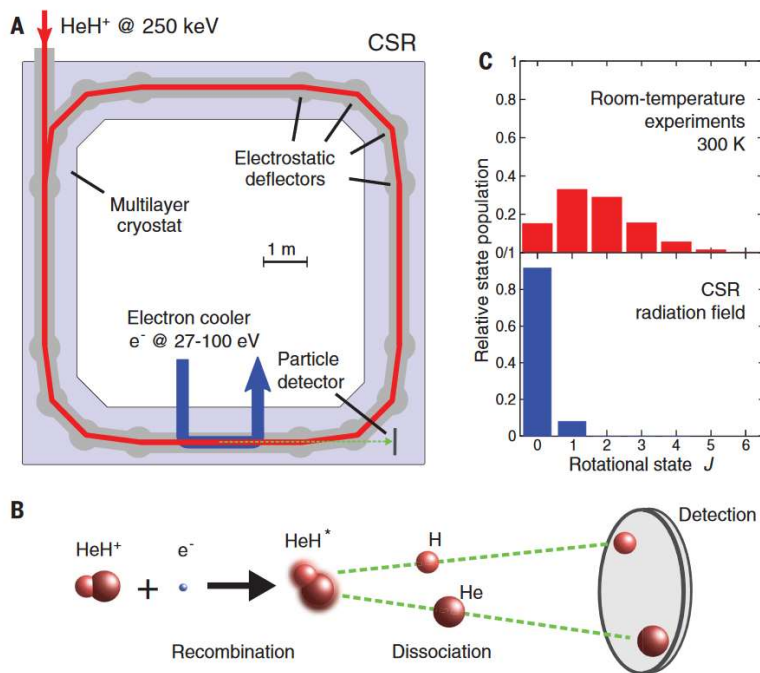 A
HeH⁺ @ 250 keV
CSR
Electrostatic
deflectors
Multilayer
cryostat
1 m
Electron cooler
e⁻ @ 27-100 eV
Particle
detector
C
Relative state population
1
0.8
0.6
0.4
0.2
0/1
0.8
0.6
0.4
0.2
0
Room-temperature
experiments
300 K
CSR
radiation field
0 1 2 3 4 5 6
Rotational state J
B
HeH⁺
+
e⁻
HeH*
H
He
Detection
Recombination
Dissociation